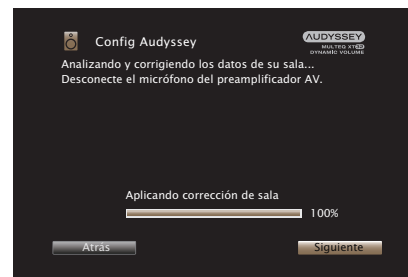 Config Audyssey
AUDYSSEY
MULTEQ XT32
DYNAMIC VOLUME
Analizando y corrigiendo los datos de su sala...
Desconecte el micrófono del preamplificador AV.
Aplicando corrección de sala
100%
Atrás
Siguiente